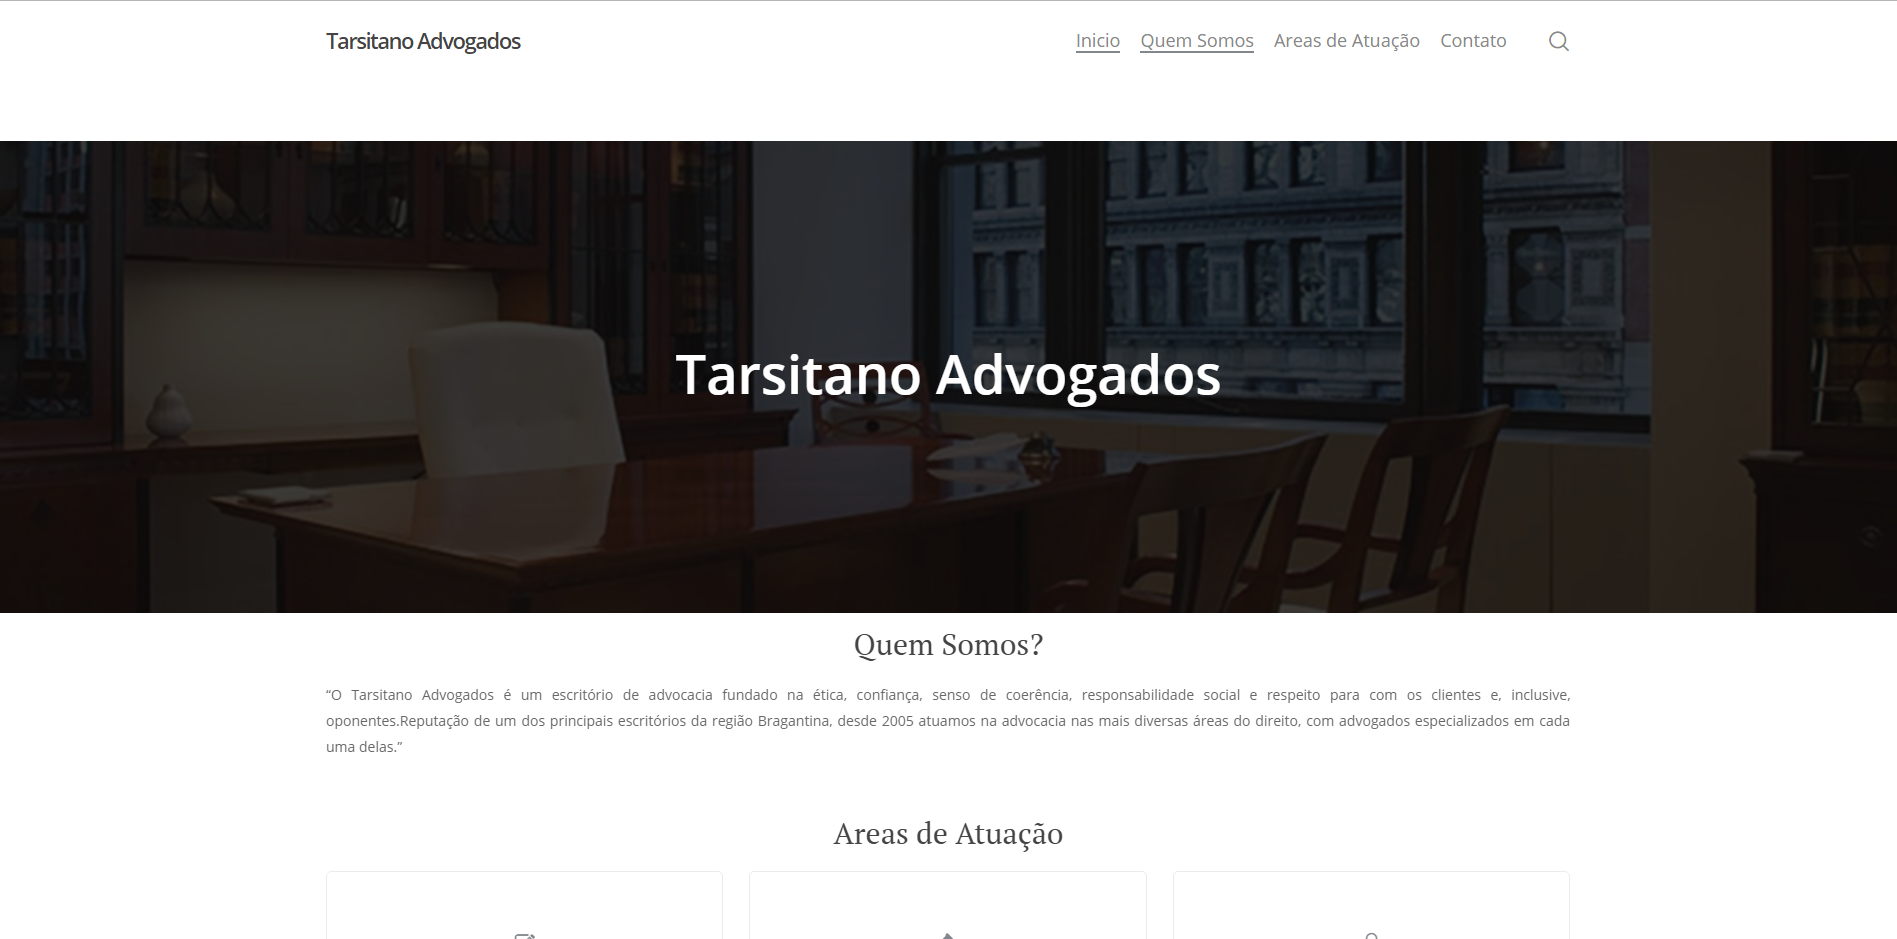 Tarsitano Advogados
Inicio Quem Somos Areas de Atuação Contato
Tarsitano Advogados
Quem Somos?
“O Tarsitano Advogados é um escritório de advocacia fundado na ética, confiança, senso de coerência, responsabilidade social e respeito para com os clientes e, inclusive,
oponentes.Reputação de um dos principais escritórios da região Bragantina, desde 2005 atuamos na advocacia nas mais diversas áreas do direito, com advogados especializados em cada
uma delas.”
Areas de Atuação